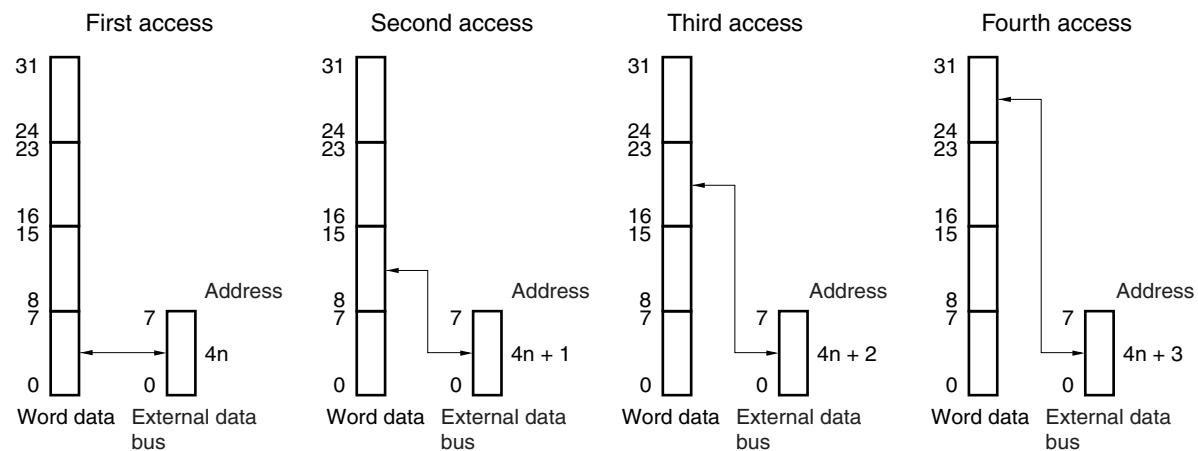 First access
31
24
23
16
15
8
7
0
7
0
Address
4n
Word data
External data
bus
Second access
31
24
23
16
15
8
7
0
7
0
Address
4n + 1
Word data
External data
bus
Third access
31
24
23
16
15
8
7
0
7
0
Address
4n + 2
Word data
External data
bus
Fourth access
31
24
23
16
15
8
7
0
7
0
Address
4n + 3
Word data
External data
bus